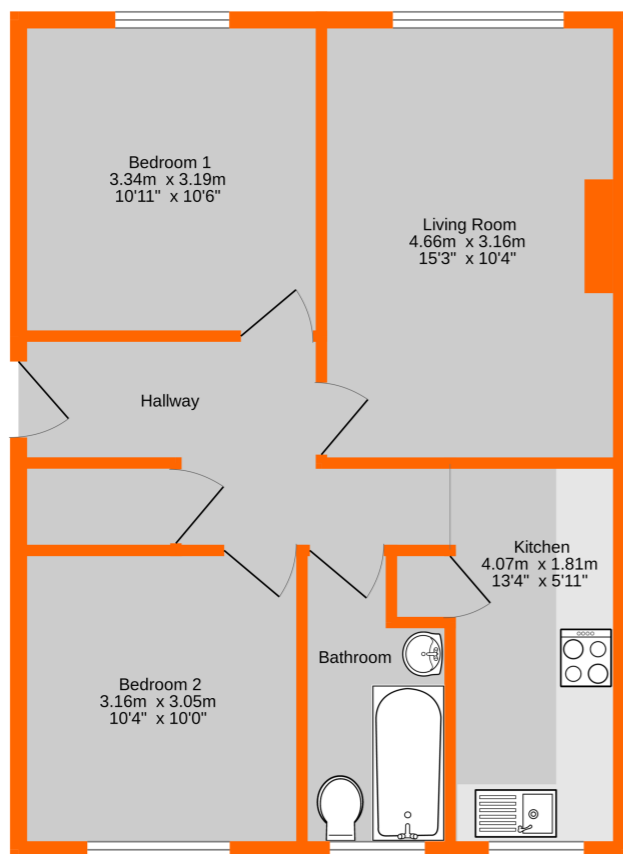 Bedroom 1
3.34m x 3.19m
10'11" x 10'6"
Living Room
4.66m x 3.16m
15'3" x 10'4"
Hallway
Kitchen
4.07m x 1.81m
13'4" x 5'11"
Bathroom
Bedroom 2
3.16m x 3.05m
10'4" x 10'0"